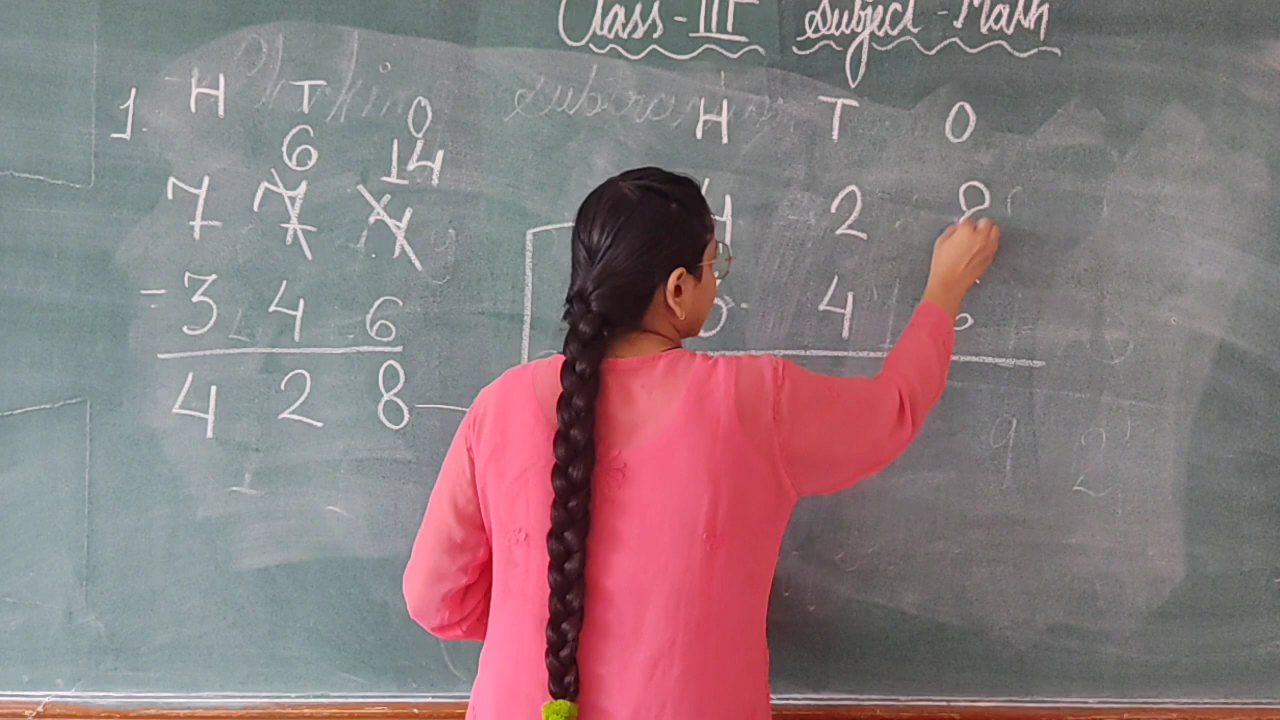 Class-III Subject-Math
1. H T O
6 14
7 7 4
- 3 4 6
4 2 8
H T O
4 2 8
4